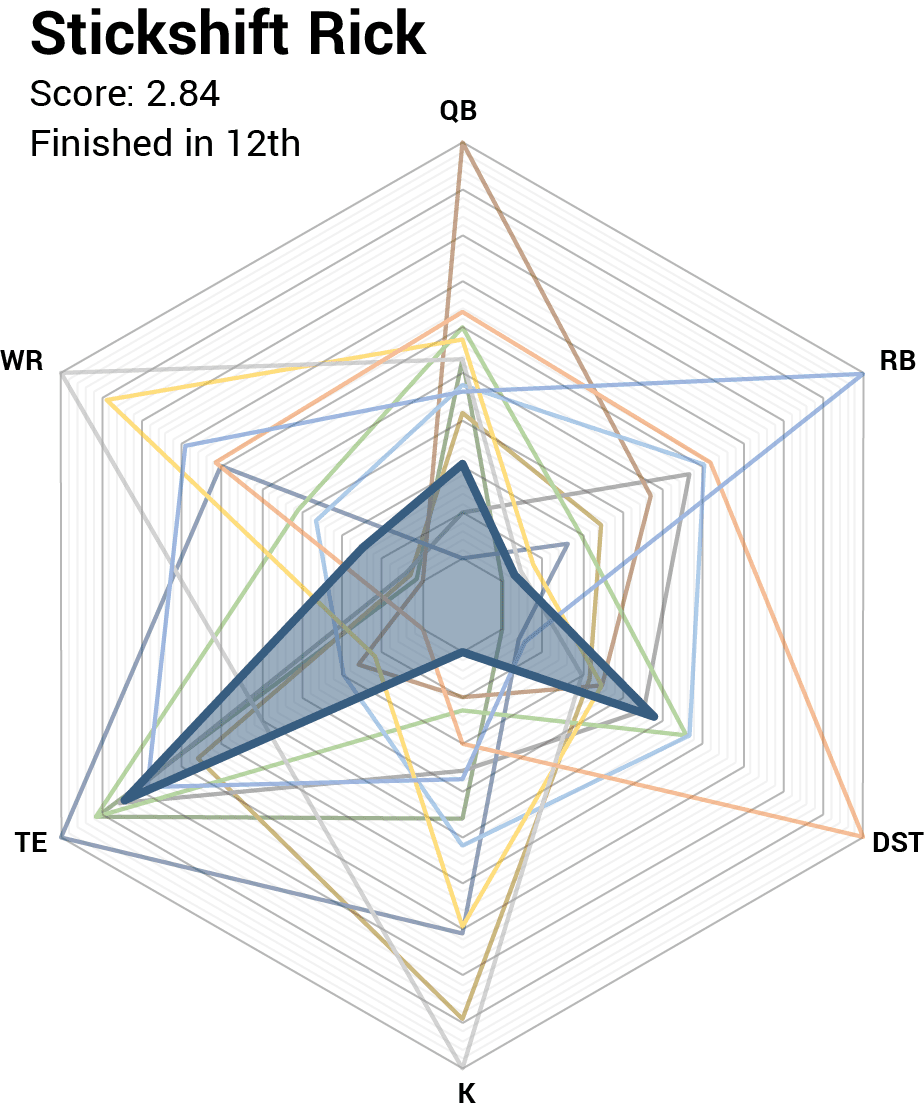 Stickshift Rick
Score: 2.84
Finished in 12th
QB
WR
RB
TE
DST
K